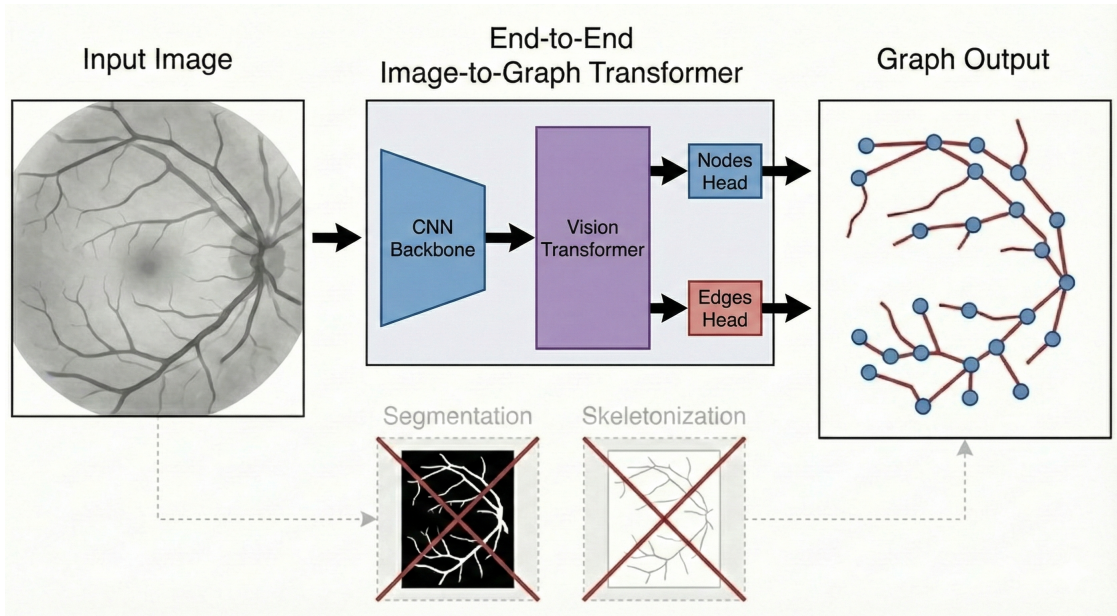 Input Image
End-to-End
Image-to-Graph Transformer
Graph Output
CNN
Backbone
Vision
Transformer
Nodes
Head
Edges
Head
Segmentation
Skeletonization